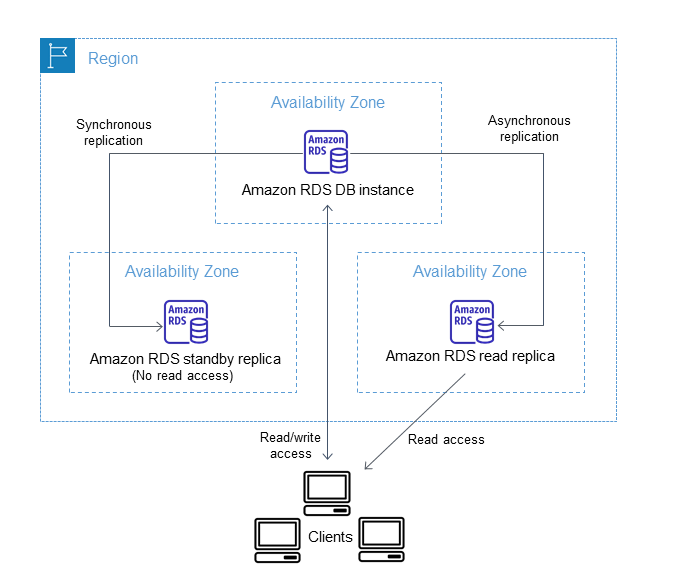 Region
Availability Zone
Synchronous
replication
Asynchronous
replication
Amazon
RDS
Amazon RDS DB instance
Availability Zone
Amazon
RDS
Amazon RDS standby replica
(No read access)
Availability Zone
Amazon
RDS
Amazon RDS read replica
Read/write
access
Read access
Clients